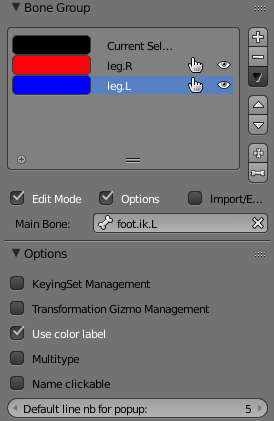 Bone Group
Current Sel...
leg.R
leg.L
Edit Mode Options Import/E...
Main Bone: foot.ik.L
Options
KeyingSet Management
Transformation Gizmo Management
Use color label
Multitype
Name clickable
Default line nb for popup: 5